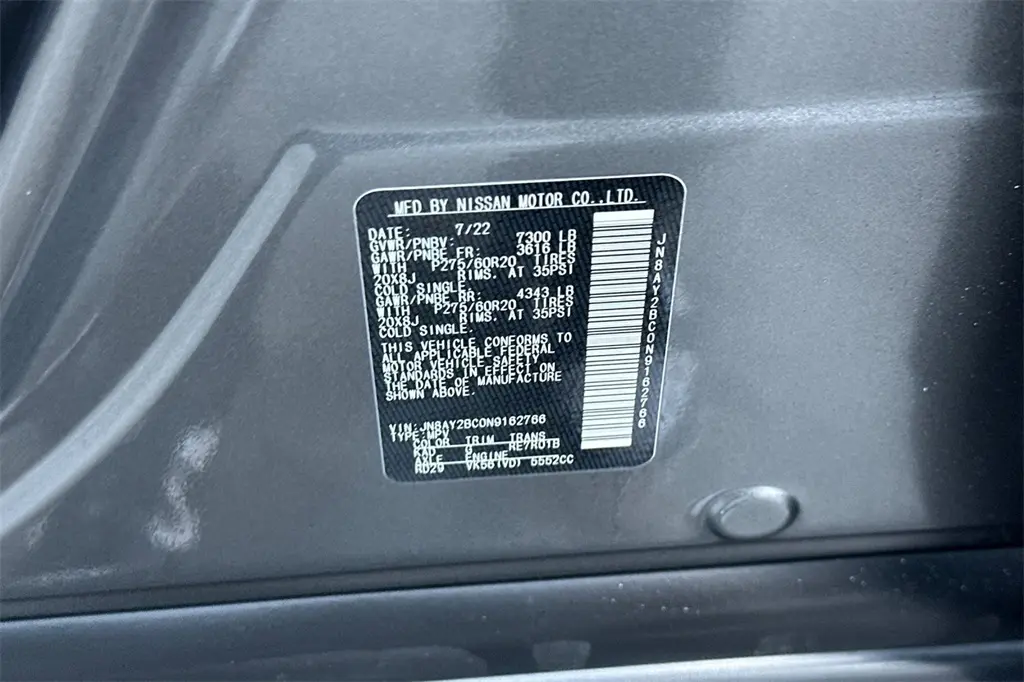 MFD BY NISSAN MOTOR CO.,LTD.
DATE: 7/22
GVWR/PNBV: 7300 LB
GAWR/PNBE FR: 3616 LB
WITH P275/60R20 TIRES
20X8J RIMS. AT 35PSI
COLD SINGLE.
GAWR/PNBE RR: 4343 LB
WITH P275/60R20 TIRES
20X8J RIMS. AT 35PSI
COLD SINGLE.
THIS VEHICLE CONFORMS TO
ALL APPLICABLE FEDERAL
MOTOR VEHICLE SAFETY
STANDARDS IN EFFECT ON
THE DATE OF MANUFACTURE
SHOWN ABOVE.
VIN: JN8AY2BC0N9162766
TYPE: MPV
COLOR TRIM TRANS
KAD G RE7R01B
AXLE ENGINE
RD29 VK56(VD) 5552CC
JN8AY2BC0N9162766